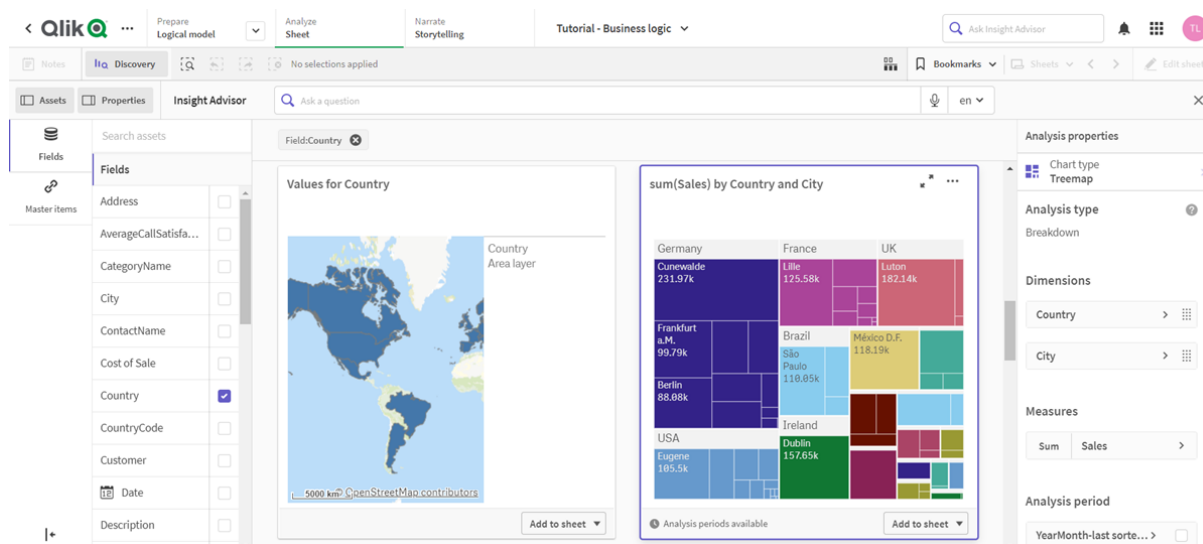 Qlik
Prepare
Logical model
Analyze
Sheet
Narrate
Storytelling
Tutorial - Business logic
Ask Insight Advisor
TL
Notes
Discovery
No selections applied
Bookmarks
Sheets
Edit sheet
Assets
Properties
Insight Advisor
Ask a question
en
Fields
Master items
Search assets
Fields
Address
AverageCallSatisfa...
CategoryName
City
ContactName
Cost of Sale
Country
CountryCode
Customer
Date
Description
Field:Country
Values for Country
Country
Area layer
5000 km
© OpenStreetMap contributors
Add to sheet
sum(Sales) by Country and City
Germany
Cunewalde
231.97k
Frankfurt
a.M.
99.79k
Berlin
88.08k
USA
Eugene
105.5k
France
Lille
125.58k
Brazil
São
Paulo
110.05k
Ireland
Dublin
157.65k
UK
Luton
182.14k
México D.F.
118.19k
Analysis periods available
Add to sheet
Analysis properties
Chart type
Treemap
Analysis type
Breakdown
Dimensions
Country
City
Measures
Sum
Sales
Analysis period
YearMonth-last sorte...